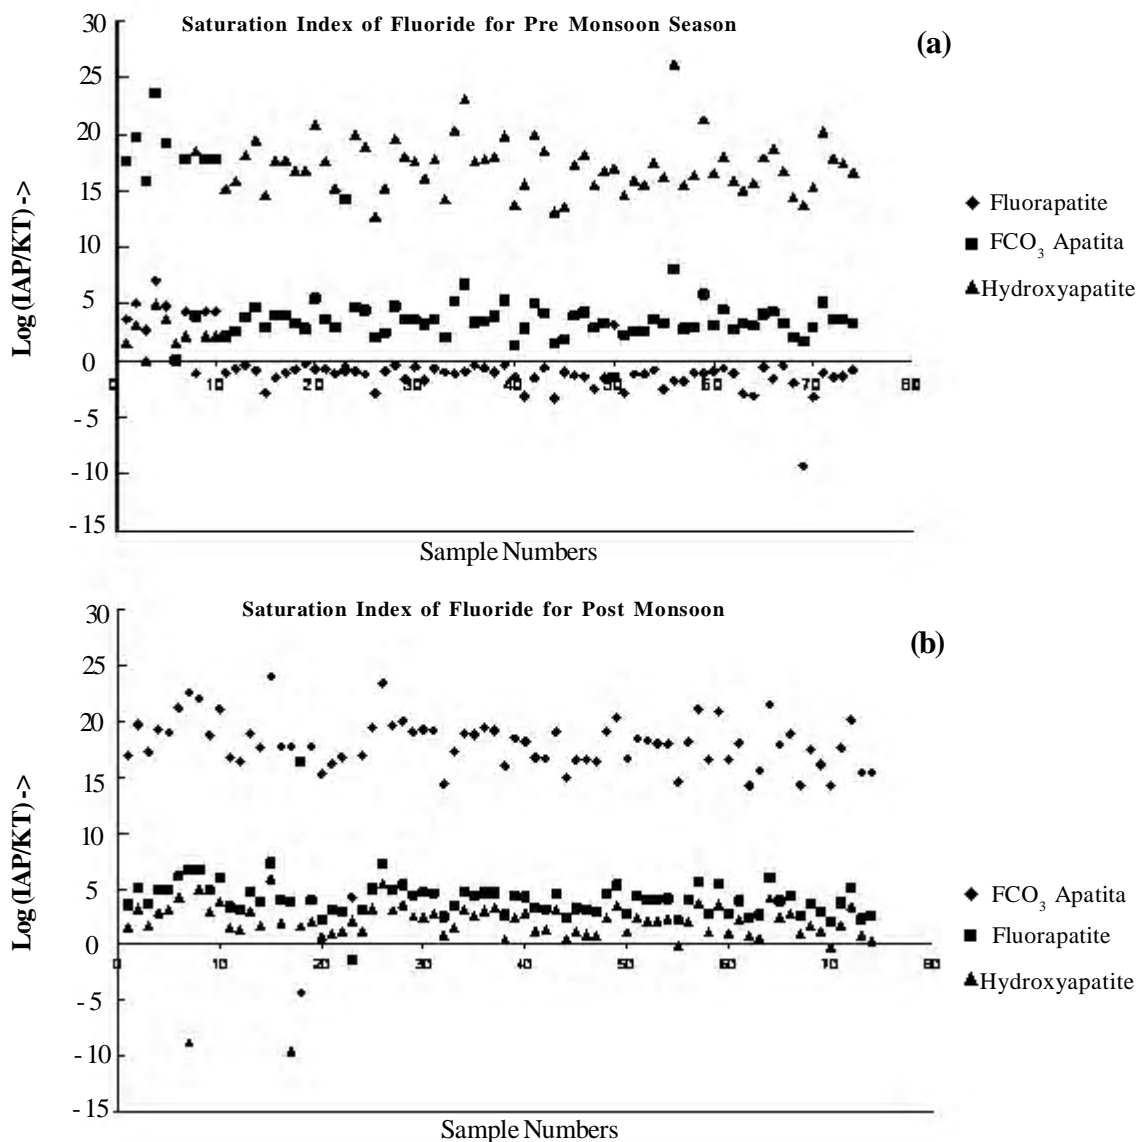 Saturation Index of Fluoride for Pre Monsoon Season
(a)
30
25
20
15
10
5
0
-5
-10
-15
Log (IAP/KT) ->
0 10 20 30 40 50 60 70 80
Sample Numbers
Fluorapatite
FCO3 Apatita
Hydroxyapatite
Saturation Index of Fluoride for Post Monsoon
(b)
30
25
20
15
10
5
0
-5
-10
-15
Log (IAP/KT) ->
0 10 20 30 40 50 60 70 80
Sample Numbers
FCO3 Apatita
Fluorapatite
Hydroxyapatite